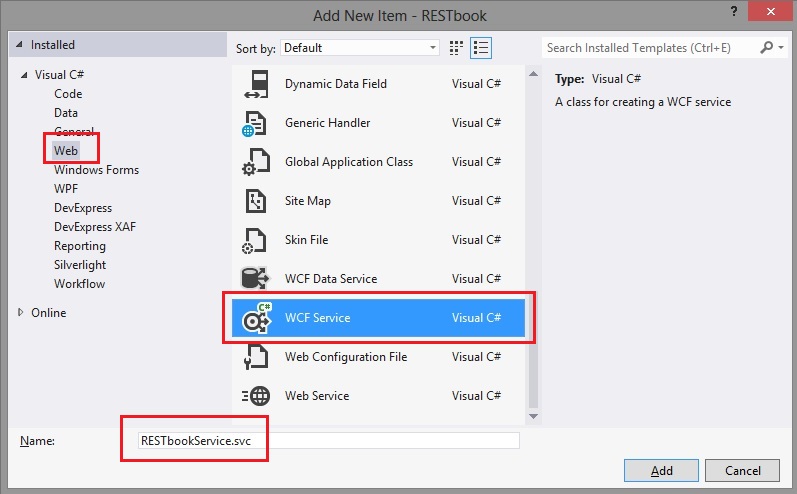 Add New Item - RESTbook
?
Installed
Sort by: Default
Search Installed Templates (Ctrl+E)
Visual C#
Code
Data
General
Web
Windows Forms
WPF
DevExpress
DevExpress XAF
Reporting
Silverlight
Workflow
Online
Dynamic Data Field Visual C#
Generic Handler Visual C#
Global Application Class Visual C#
Site Map Visual C#
Skin File Visual C#
WCF Data Service Visual C#
C#
WCF Service Visual C#
Web Configuration File Visual C#
Web Service Visual C#
Type: Visual C#
A class for creating a WCF service
Name: RESTbookService.svc
Add Cancel